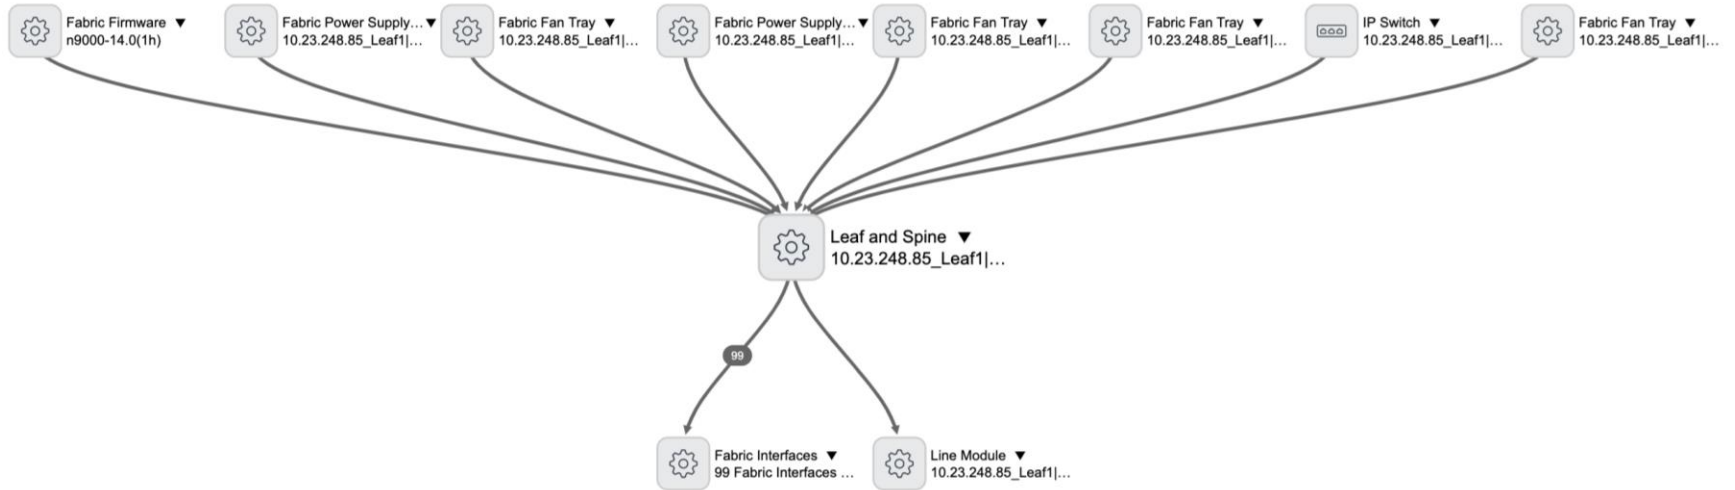 Fabric Firmware
n9000-14.0(1h)
Fabric Power Supply...
10.23.248.85_Leaf1|...
Fabric Fan Tray
10.23.248.85_Leaf1|...
Fabric Power Supply...
10.23.248.85_Leaf1|...
Fabric Fan Tray
10.23.248.85_Leaf1|...
Fabric Fan Tray
10.23.248.85_Leaf1|...
IP Switch
10.23.248.85_Leaf1|...
Fabric Fan Tray
10.23.248.85_Leaf1|...
Leaf and Spine
10.23.248.85_Leaf1|...
99
Fabric Interfaces
99 Fabric Interfaces ...
Line Module
10.23.248.85_Leaf1|...